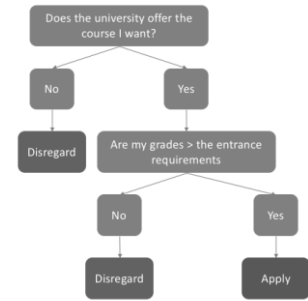 Does the university offer the
course I want?
No
Yes
Disregard
Are my grades > the entrance
requirements
No
Yes
Disregard
Apply